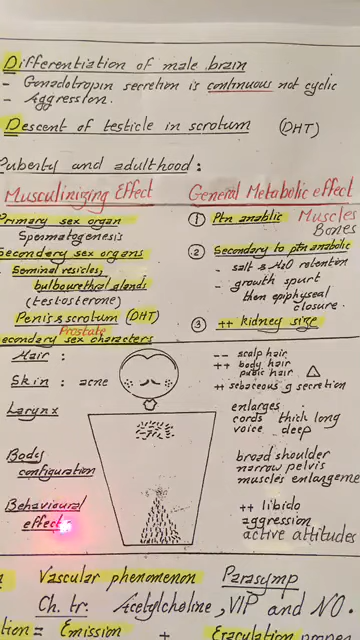 Differentiation of male brain
- Gonadotropin secretion is continuous not cyclic
- Aggression.
Descent of testicle in scrotum (DHT)
Puberty and adulthood :
Musculinizing Effect General Metabolic effect
Primary sex organ
Spermatogenesis
Secondary sex organs
Seminal vesicles,
bulbourethral glands
(testosterone)
Penis & scrotum (DHT)
Prostate
① Ptn anablic Muscles
Bones
② Secondary to ptn anabolic
- salt & H2O retention
- growth spurt
then epiphyseal
closure.
③ ++ kidney size
Secondary sex characters
Hair :
-- scalp hair
++ body hair
pubic hair △
Skin : acne
++ sebaceous g secretion
Larynx
enlarges
cords thick long
voice deep
Body
configuration
broad shoulder
narrow pelvis
muscles enlargeme
Behavioural
effect
++ libido
aggression
active attitudes
Vascular phenomenon Parasymp
Ch. tr: Acetylcholine, VIP and NO.
tion = Emission + Ejaculation proper